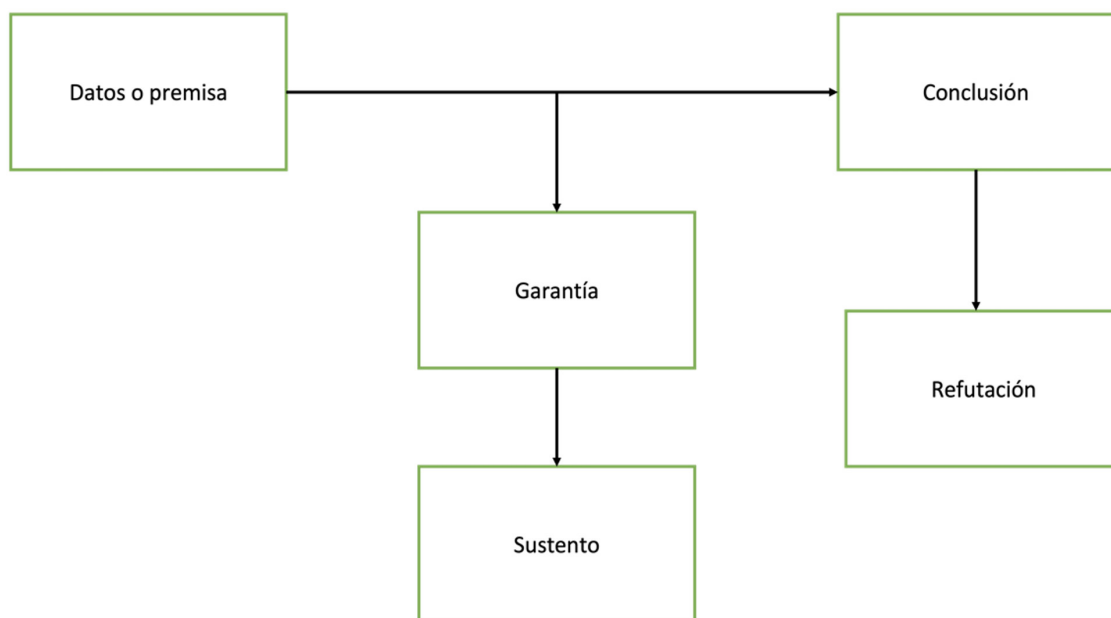 Datos o premisa
Conclusión
Garantía
Refutación
Sustento